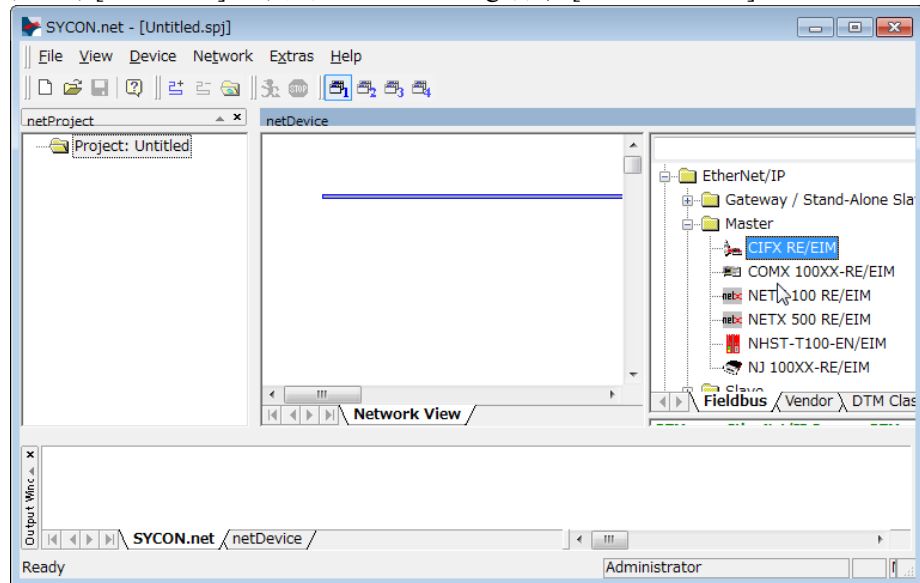 SYCON.net - [Untitled.spj]
File View Device Network Extras Help
netProject
netDevice
Project: Untitled
EtherNet/IP
Gateway / Stand-Alone Sla
Master
CIFX RE/EIM
COMX 100XX-RE/EIM
100 RE/EIM
NETX 500 RE/EIM
NHST-T100-EN/EIM
NJ 100XX-RE/EIM
Slave
Network View
Fieldbus Vendor DTM Clas
Output Winc
SYCON.net netDevice
Ready
Administrator